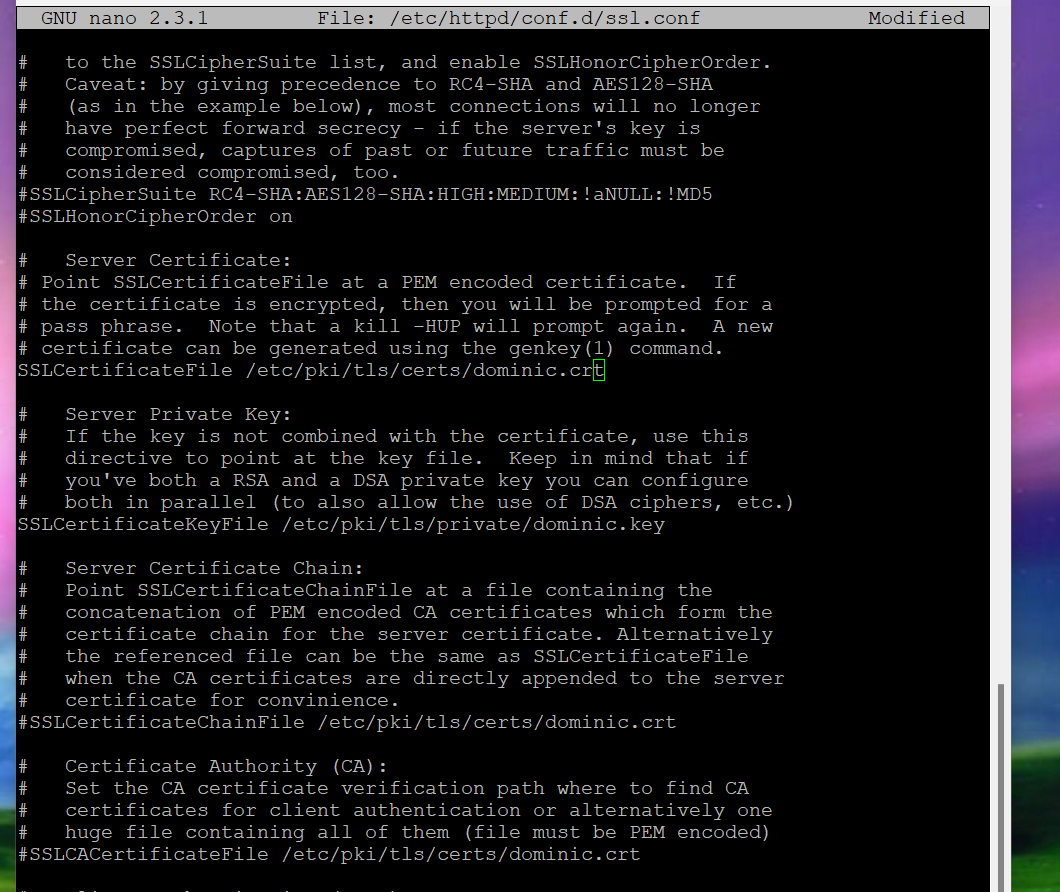 GNU nano 2.3.1 File: /etc/httpd/conf.d/ssl.conf Modified
#   to the SSLCipherSuite list, and enable SSLHonorCipherOrder.
#   Caveat: by giving precedence to RC4-SHA and AES128-SHA
#   (as in the example below), most connections will no longer
#   have perfect forward secrecy - if the server's key is
#   compromised, captures of past or future traffic must be
#   considered compromised, too.
#SSLCipherSuite RC4-SHA:AES128-SHA:HIGH:MEDIUM:!aNULL:!MD5
#SSLHonorCipherOrder on
#   Server Certificate:
# Point SSLCertificateFile at a PEM encoded certificate.  If
# the certificate is encrypted, then you will be prompted for a
# pass phrase.  Note that a kill -HUP will prompt again.  A new
# certificate can be generated using the genkey(1) command.
SSLCertificateFile /etc/pki/tls/certs/dominic.crt
#   Server Private Key:
#   If the key is not combined with the certificate, use this
#   directive to point at the key file.  Keep in mind that if
#   you've both a RSA and a DSA private key you can configure
#   both in parallel (to also allow the use of DSA ciphers, etc.)
SSLCertificateKeyFile /etc/pki/tls/private/dominic.key
#   Server Certificate Chain:
#   Point SSLCertificateChainFile at a file containing the
#   concatenation of PEM encoded CA certificates which form the
#   certificate chain for the server certificate. Alternatively
#   the referenced file can be the same as SSLCertificateFile
#   when the CA certificates are directly appended to the server
#   certificate for convinience.
#SSLCertificateChainFile /etc/pki/tls/certs/dominic.crt
#   Certificate Authority (CA):
#   Set the CA certificate verification path where to find CA
#   certificates for client authentication or alternatively one
#   huge file containing all of them (file must be PEM encoded)
#SSLCACertificateFile /etc/pki/tls/certs/dominic.crt